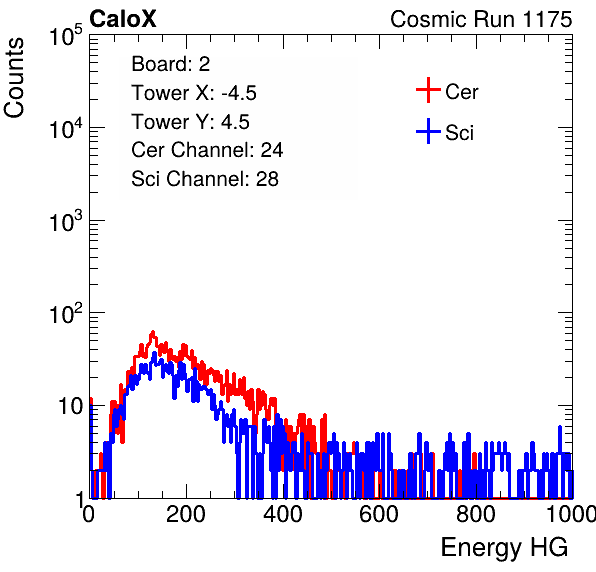 CaloX Cosmic Run 1175
Counts
10^5
10^4
10^3
10^2
10
1
Board: 2
Tower X: -4.5
Tower Y: 4.5
Cer Channel: 24
Sci Channel: 28
Cer
Sci
0 200 400 600 800 1000
Energy HG